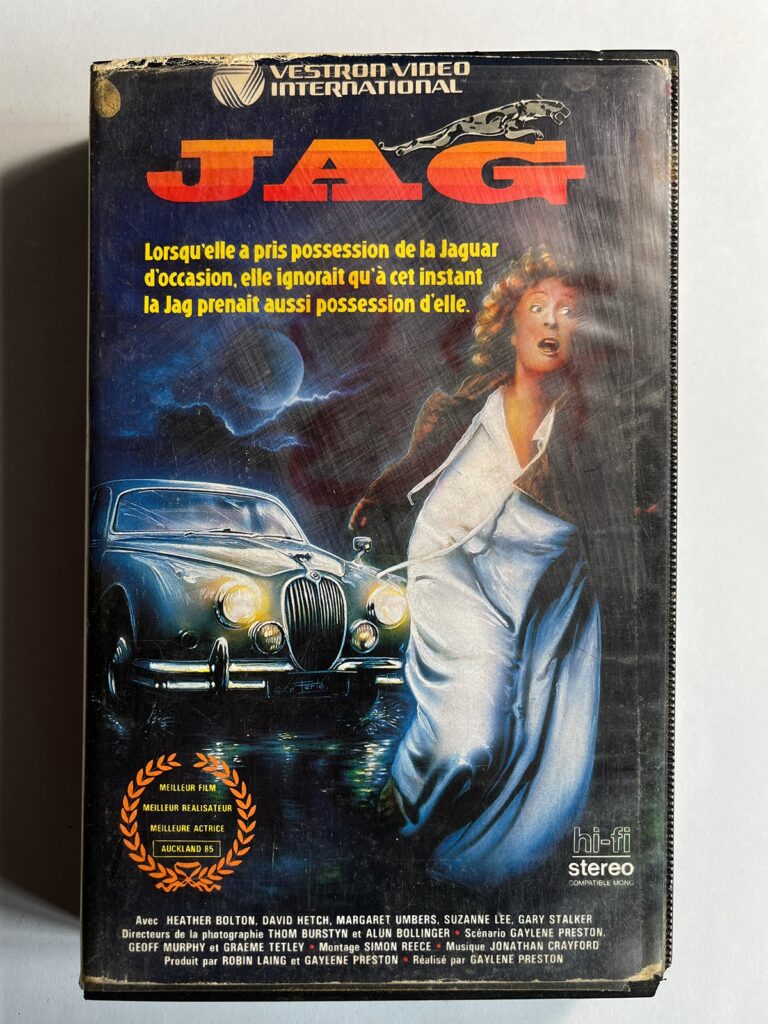 VESTRON VIDEO
INTERNATIONAL
JAG
Lorsqu'elle a pris possession de la Jaguar
d'occasion, elle ignorait qu'à cet instant
la Jag prenait aussi possession d'elle.
MEILLEUR FILM
MEILLEUR REALISATEUR
MEILLEURE ACTRICE
AUCKLAND 85
hi-fi
stereo
COMPATIBLE MONO
Avec HEATHER BOLTON, DAVID HETCH, MARGARET UMBERS, SUZANNE LEE, GARY STALKER
Directeurs de la photographie THOM BURSTYN et ALUN BOLLINGER • Scénario GAYLENE PRESTON,
GEOFF MURPHY et GRAEME TETLEY • Montage SIMON REECE • Musique JONATHAN CRAYFORD
Produit par ROBIN LAING et GAYLENE PRESTON • Réalisé par GAYLENE PRESTON